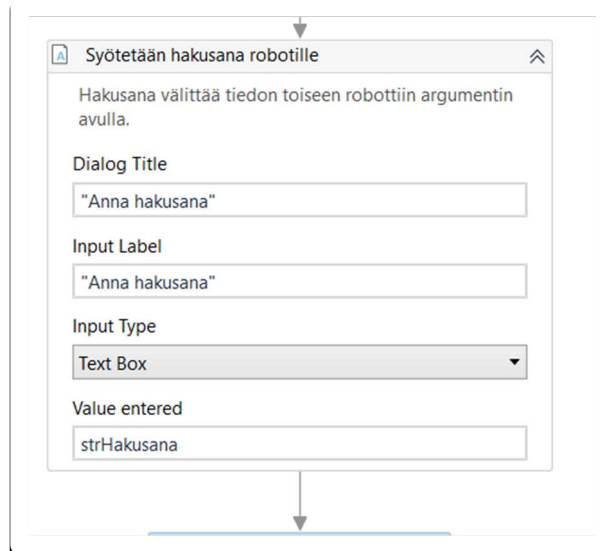 Syötetään hakusana robotille
Hakusana välittää tiedon toiseen robottiin argumentin
avulla.
Dialog Title
"Anna hakusana"
Input Label
"Anna hakusana"
Input Type
Text Box
Value entered
strHakusana